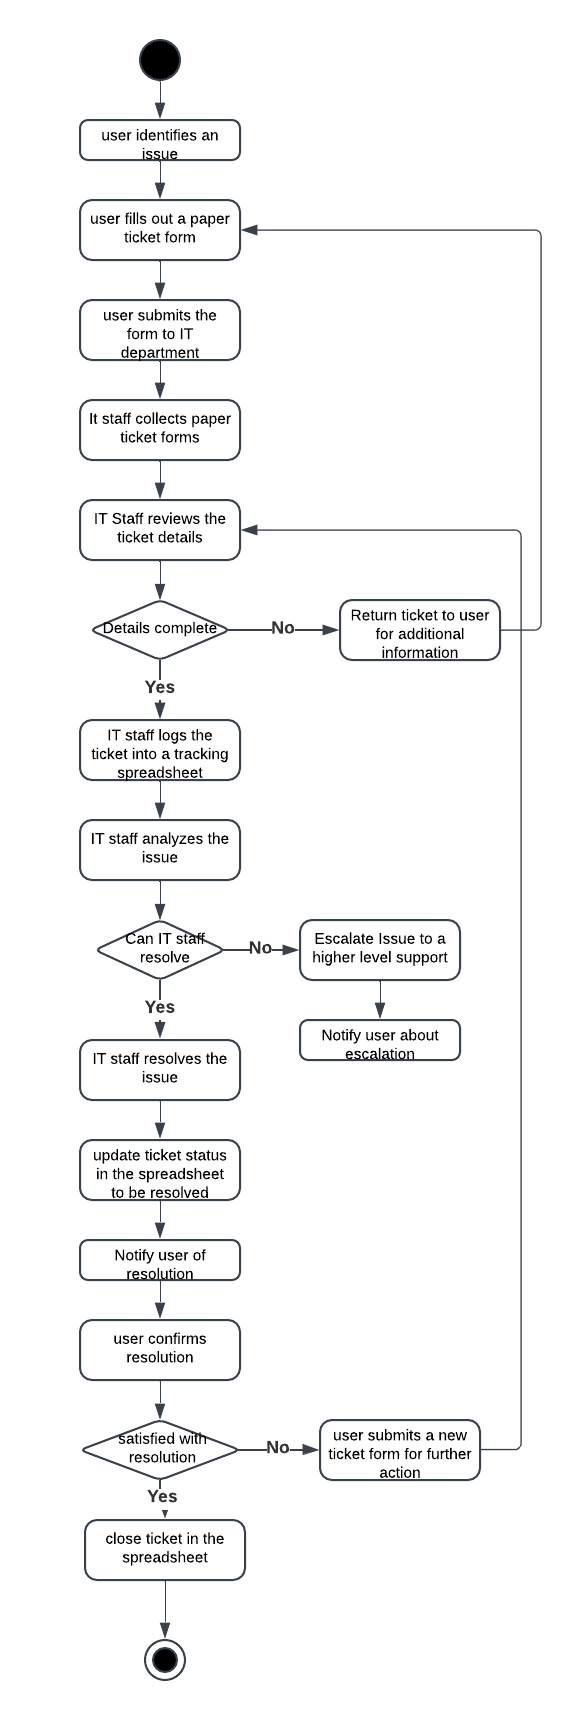 user identifies an
issue
user fills out a paper
ticket form
user submits the
form to IT
department
It staff collects paper
ticket forms
IT Staff reviews the
ticket details
Details complete
No
Return ticket to user
for additional
information
Yes
IT staff logs the
ticket into a tracking
spreadsheet
IT staff analyzes the
issue
Can IT staff
resolve
No
Escalate Issue to a
higher level support
Notify user about
escalation
Yes
IT staff resolves the
issue
update ticket status
in the spreadsheet
to be resolved
Notify user of
resolution
user confirms
resolution
satisfied with
resolution
No
user submits a new
ticket form for further
action
Yes
close ticket in the
spreadsheet